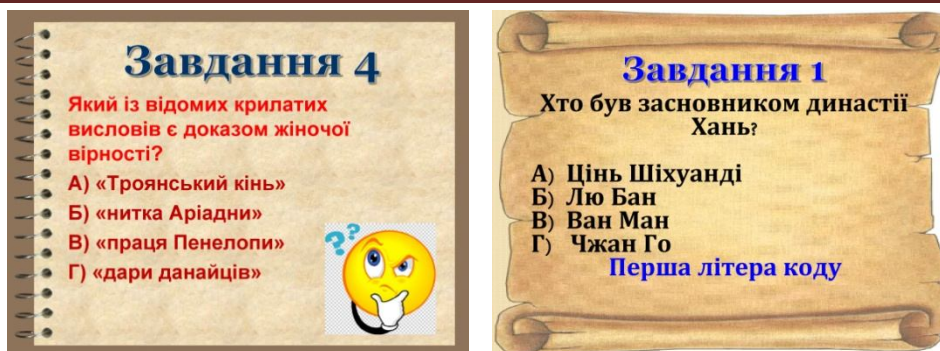 Завдання 4
Який із відомих крилатих
висловів є доказом жіночої
вірності?
А) «Троянський кінь»
Б) «нитка Аріадни»
В) «праця Пенелопи»
Г) «дари данайців»
??
Завдання 1
Хто був засновником династії
Хань?
А) Цінь Шіхуанді
Б) Лю Бан
В) Ван Ман
Г) Чжан Го
Перша літера коду